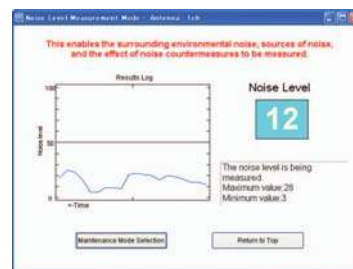 Noise Level Measurement Mode - Antenna 1ch
This enables the surrounding environmental noise, sources of noise,
and the effect of noise countermeasures to be measured.
Results Log
100
50
0
Noise level
<-Time
Noise Level
12
The noise level is being
measured.
Maximum value:28
Minimum value:3
Maintenance Mode Selection
Return to Top